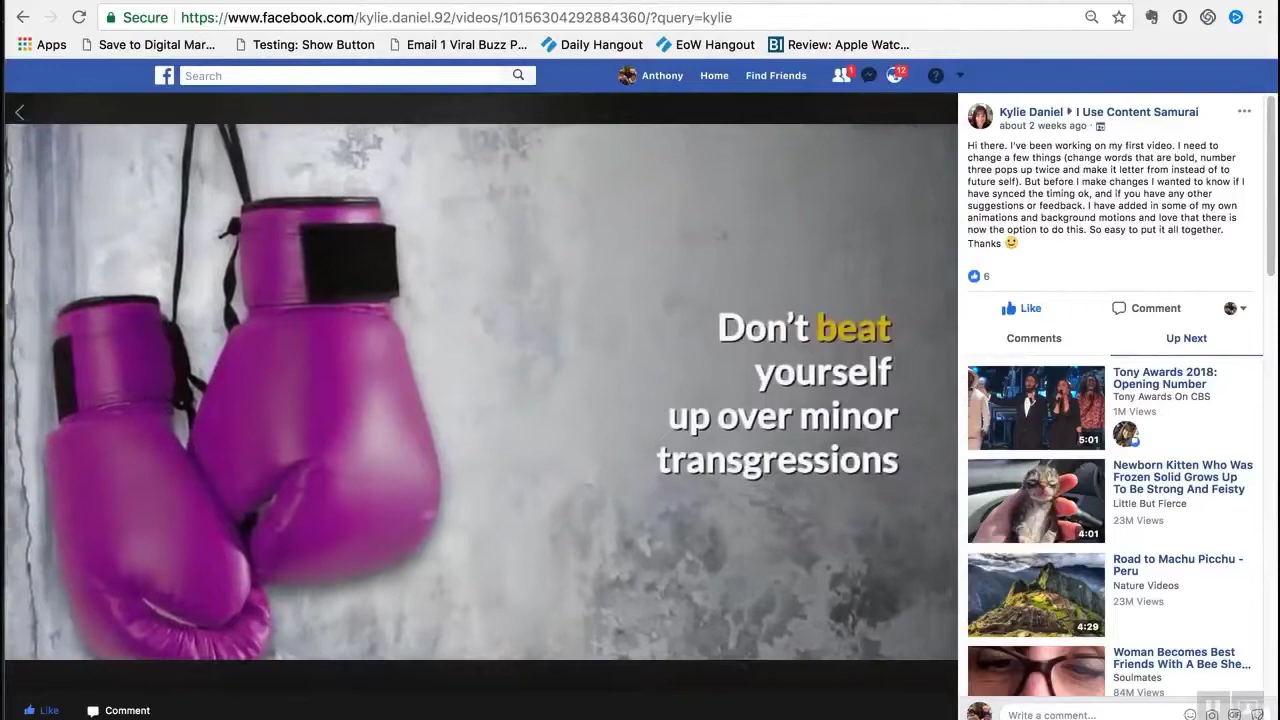 Secure https://www.facebook.com/kylie.daniel.92/videos/10156304292884360/?query=kylie
Apps Save to Digital Mar... Testing: Show Button Email 1 Viral Buzz P... Daily Hangout EoW Hangout BI Review: Apple Watc...
f Search Anthony Home Find Friends 1 12 ?
Kylie Daniel I Use Content Samurai
about 2 weeks ago ·
Hi there. I've been working on my first video. I need to
change a few things (change words that are bold, number
three pops up twice and make it letter from instead of to
future self). But before I make changes I wanted to know if I
have synced the timing ok, and if you have any other
suggestions or feedback. I have added in some of my own
animations and background motions and love that there is
now the option to do this. So easy to put it all together.
Thanks
6
Like Comment
Comments Up Next
Don't beat
yourself
up over minor
transgressions
Tony Awards 2018:
Opening Number
Tony Awards On CBS
1M Views
5:01
Newborn Kitten Who Was
Frozen Solid Grows Up
To Be Strong And Feisty
Little But Fierce
23M Views
4:01
Road to Machu Picchu -
Peru
Nature Videos
23M Views
4:29
Woman Becomes Best
Friends With A Bee She...
Soulmates
84M Views
Like Comment
Write a comment...